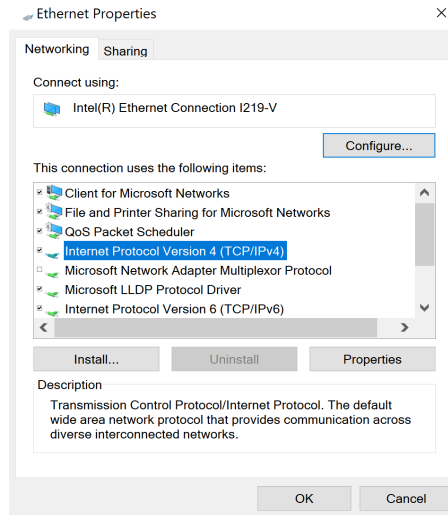 Ethernet Properties
Networking
Sharing
Connect using:
Intel(R) Ethernet Connection I219-V
Configure...
This connection uses the following items:
Client for Microsoft Networks
File and Printer Sharing for Microsoft Networks
QoS Packet Scheduler
Internet Protocol Version 4 (TCP/IPv4)
Microsoft Network Adapter Multiplexor Protocol
Microsoft LLDP Protocol Driver
Internet Protocol Version 6 (TCP/IPv6)
Install...
Uninstall
Properties
Description
Transmission Control Protocol/Internet Protocol. The default
wide area network protocol that provides communication across
diverse interconnected networks.
OK
Cancel